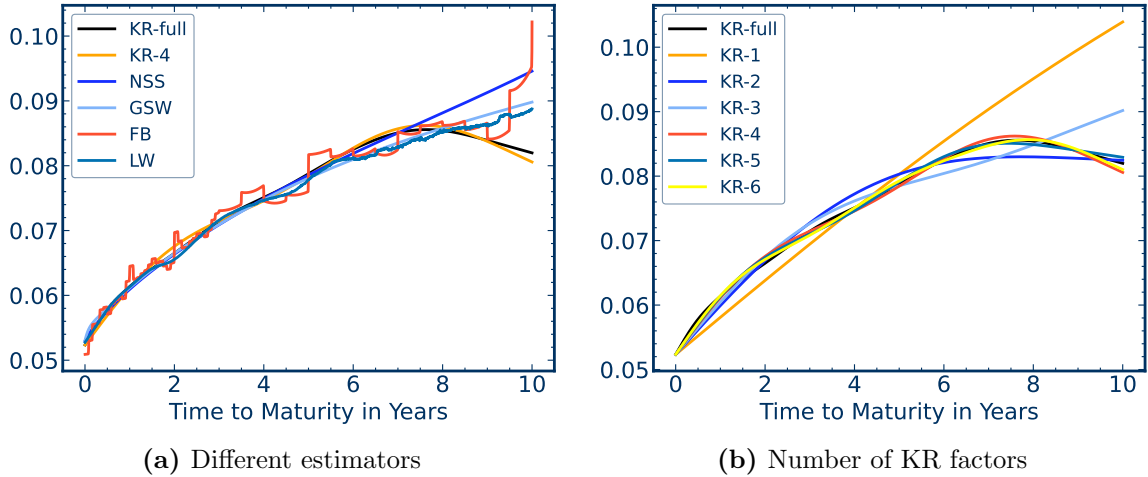 KR-full
KR-4
NSS
GSW
FB
LW
0.10
0.09
0.08
0.07
0.06
0.05
0 2 4 6 8 10
Time to Maturity in Years
(a) Different estimators
KR-full
KR-1
KR-2
KR-3
KR-4
KR-5
KR-6
0.10
0.09
0.08
0.07
0.06
0.05
0 2 4 6 8 10
Time to Maturity in Years
(b) Number of KR factors